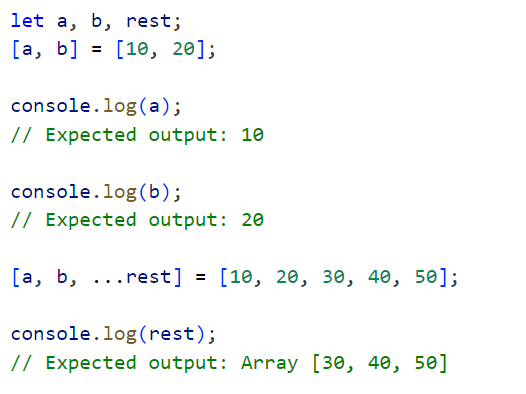 let a, b, rest;
[a, b] = [10, 20];
console.log(a);
// Expected output: 10
console.log(b);
// Expected output: 20
[a, b, ...rest] = [10, 20, 30, 40, 50];
console.log(rest);
// Expected output: Array [30, 40, 50]